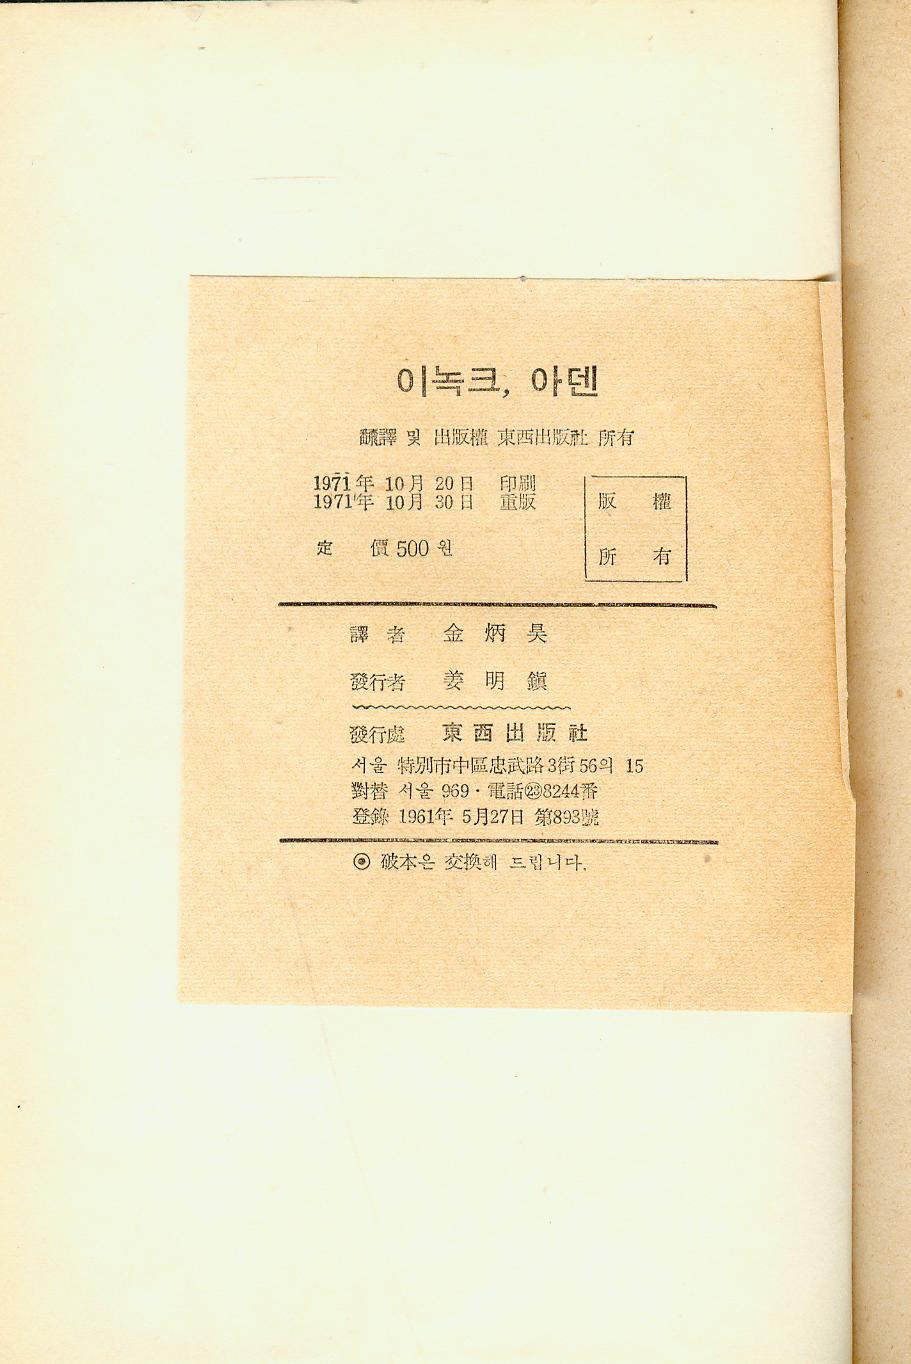 이녹크, 아덴
飜譯 및 出版權 東西出版社 所有
1971年 10月 20日 印刷
1971年 10月 30日 重版
版權
所有
定價 500 원
譯者 金炳昊
發行者 姜明鎭
發行處 東西出版社
서울 特別市中區忠武路3街56의 15
對替 서울 969·電話㉓8244番
登錄 1961年 5月27日 第893號
◉ 破本은 交換해 드립니다.